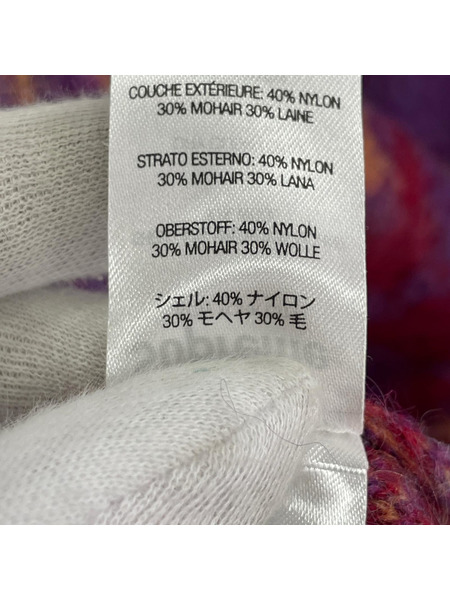 COUCHE EXTÉRIEURE: 40% NYLON
30% MOHAIR 30% LAINE
STRATO ESTERNO: 40% NYLON
30% MOHAIR 30% LANA
OBERSTOFF: 40% NYLON
30% MOHAIR 30% WOLLE
シェル: 40% ナイロン
30% モヘヤ 30% 毛